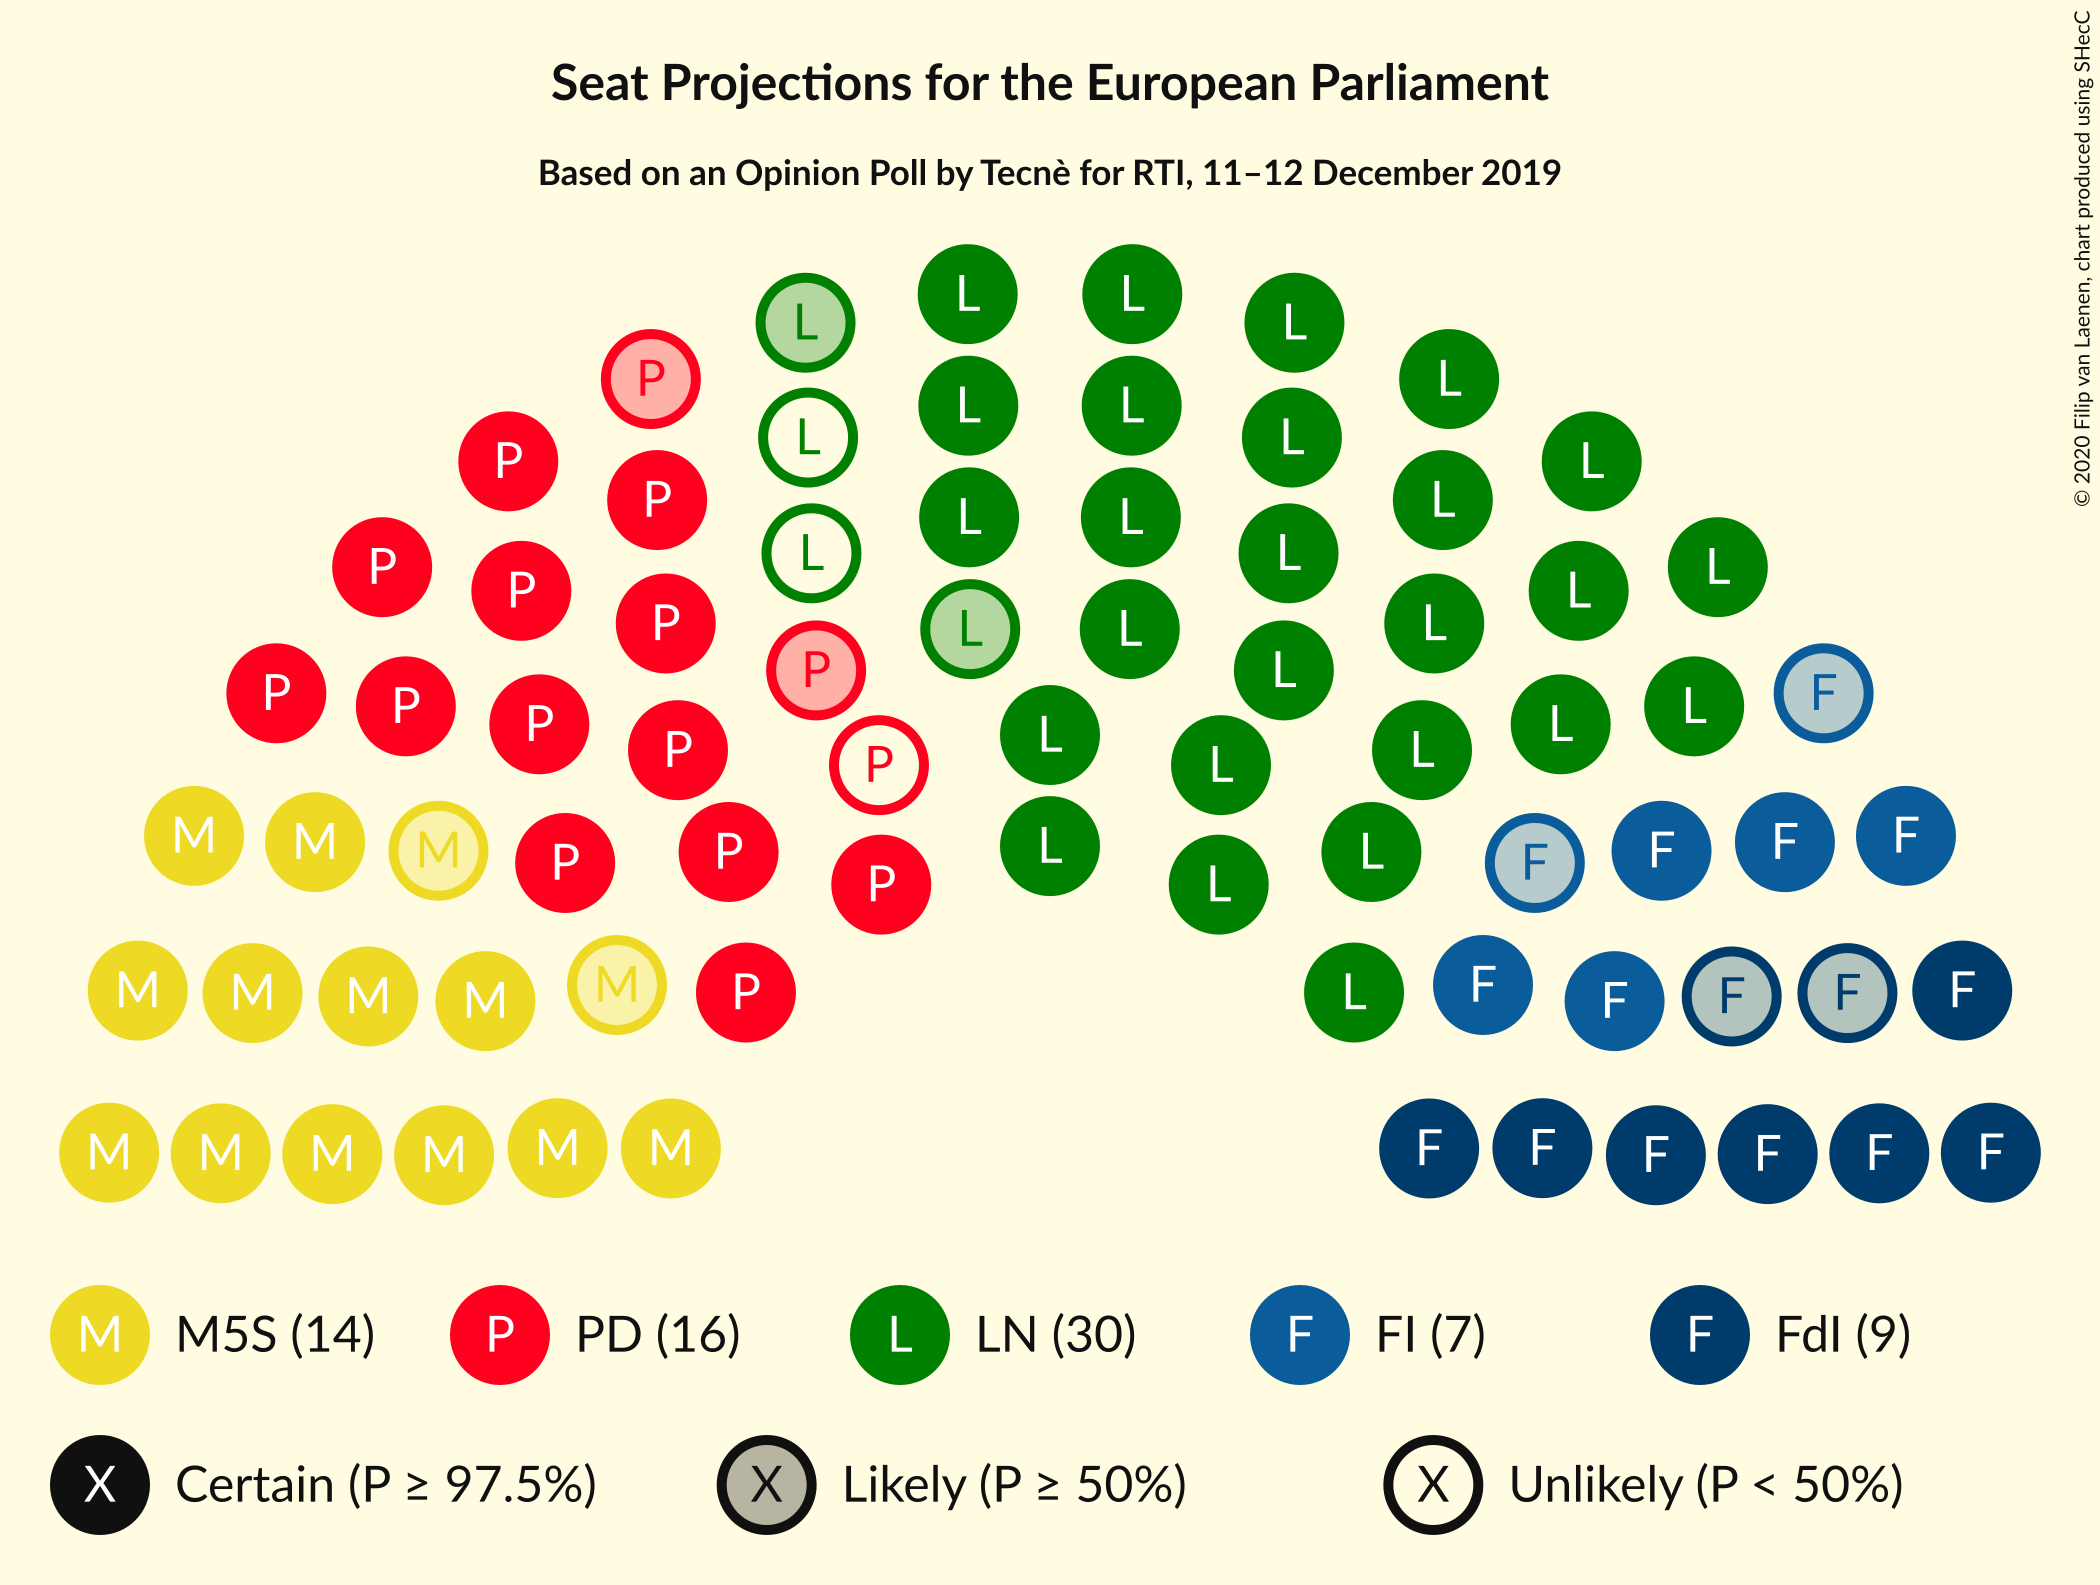 Seat Projections for the European Parliament
Based on an Opinion Poll by Tecnè for RTI, 11–12 December 2019
© 2020 Filip van Laenen, chart produced using SHecC
L L
L L
P L
L L
L L
P P
L L
P L
L L
P L
L L
P L
P L
L L
P L
L L
P L
P F
P L
P L
P L
L
P L
M F
M F
M F
P F
P L
L
P L
M F
M F
M F
M F
M F
P L
M M M M M M F F F F F F
M M5S (14) P PD (16) L LN (30) F FI (7) F FdI (9)
X Certain (P ≥ 97.5%) X Likely (P ≥ 50%) X Unlikely (P < 50%)